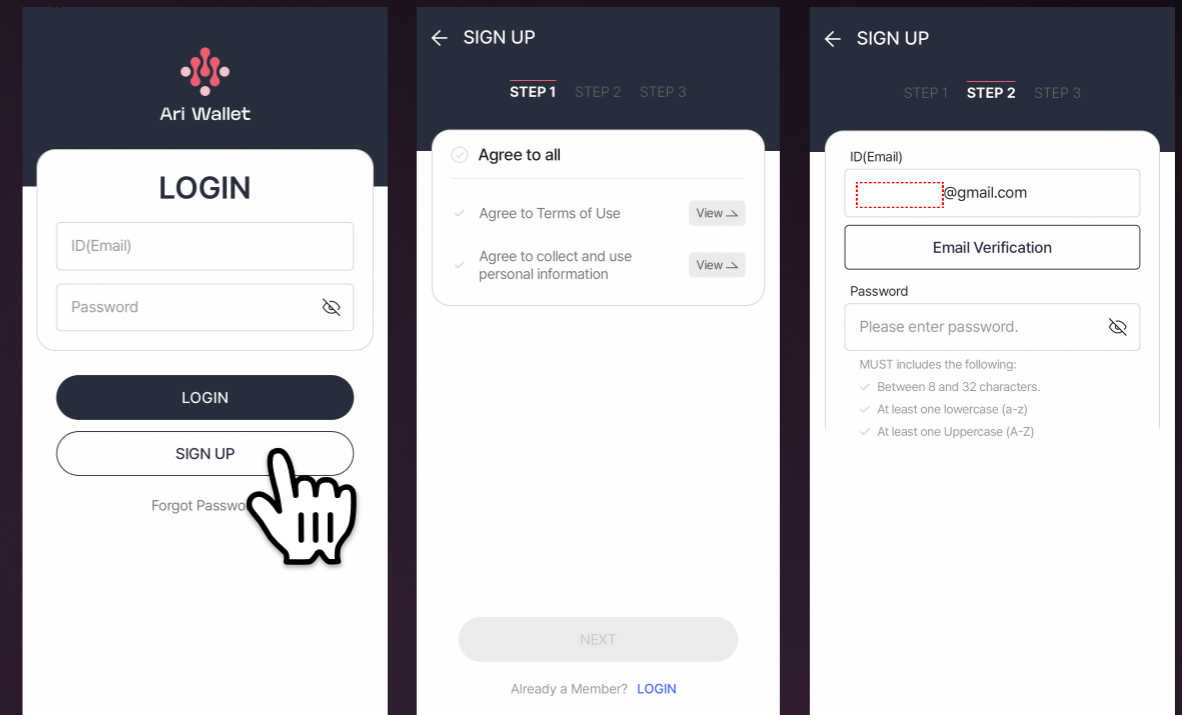 Ari Wallet
LOGIN
ID(Email)
Password
LOGIN
SIGN UP
Forgot Passwo
SIGN UP
STEP 1 STEP 2 STEP 3
Agree to all
Agree to Terms of Use
View
Agree to collect and use
personal information
View
NEXT
Already a Member? LOGIN
SIGN UP
STEP 1 STEP 2 STEP 3
ID(Email)
@gmail.com
Email Verification
Password
Please enter password.
MUST includes the following:
Between 8 and 32 characters.
At least one lowercase (a-z)
At least one Uppercase (A-Z)